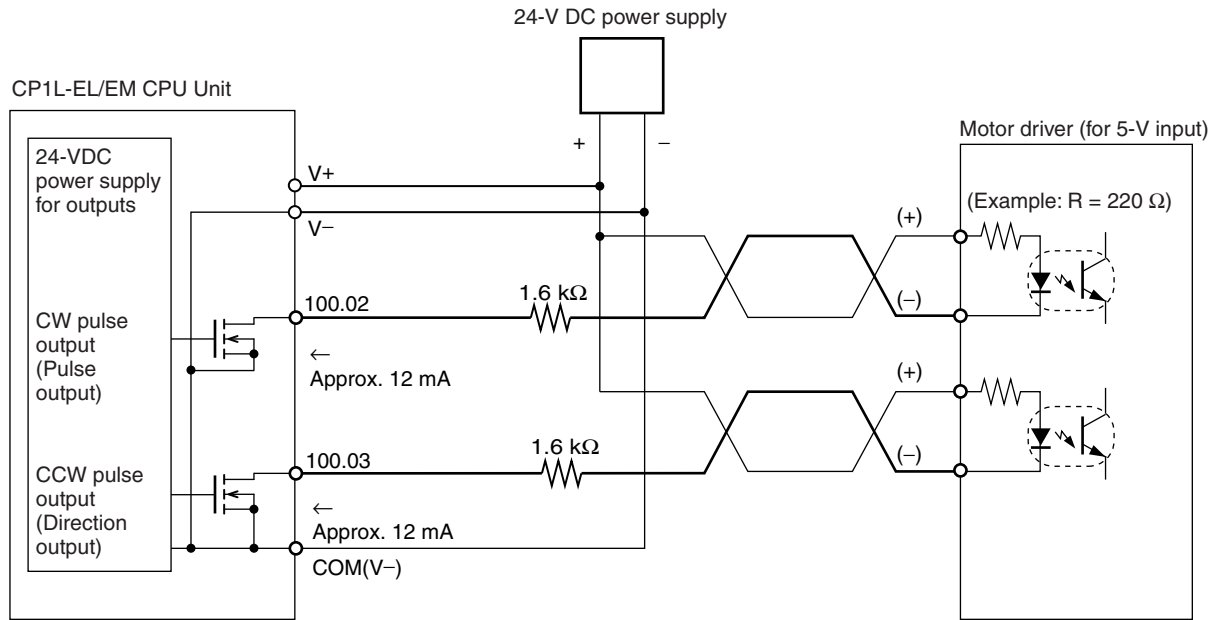 24-V DC power supply
CP1L-EL/EM CPU Unit
Motor driver (for 5-V input)
+
−
24-VDC
power supply
for outputs
V+
V−
(Example: R = 220 Ω)
(+)
(−)
1.6 kΩ
100.02
CW pulse
output
(Pulse
output)
←
Approx. 12 mA
(+)
(−)
1.6 kΩ
100.03
CCW pulse
output
(Direction
output)
←
Approx. 12 mA
COM(V−)